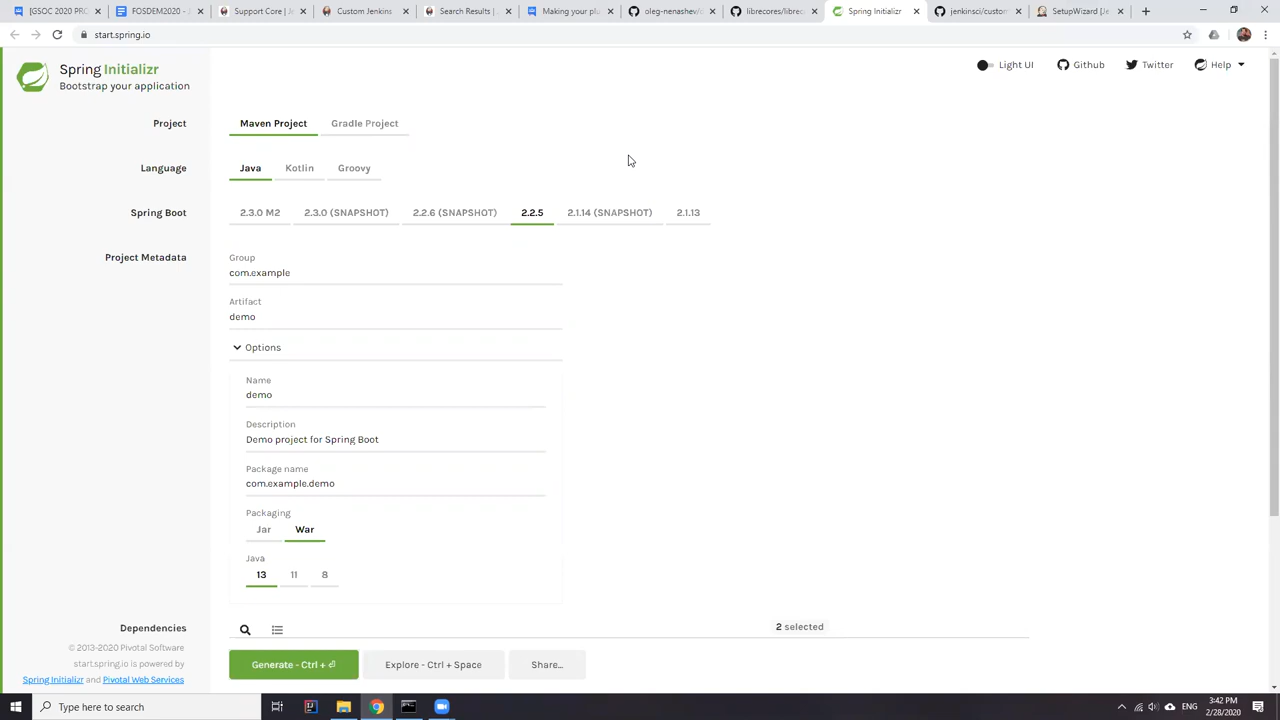 [GSOC 2020 PRO
FOSDEM2020 -
Support Core [J
Custom Jenkins
Search Results [
Making your plu
oleg-nenashev/c
librecores/librec
Spring Initializr
jenkinsci/custom
SetupWizard [Je
start.spring.io
Spring Initializr
Bootstrap your application
Light UI
Github
Twitter
Help
Project
Maven Project
Gradle Project
Language
Java
Kotlin
Groovy
Spring Boot
2.3.0 M2
2.3.0 (SNAPSHOT)
2.2.6 (SNAPSHOT)
2.2.5
2.1.14 (SNAPSHOT)
2.1.13
Project Metadata
Group
com.example
Artifact
demo
Options
Name
demo
Description
Demo project for Spring Boot
Package name
com.example.demo
Packaging
Jar
War
Java
13
11
8
Dependencies
2 selected
© 2013-2020 Pivotal Software
start.spring.io is powered by
Spring Initializr and Pivotal Web Services
Generate - Ctrl + ⏎
Explore - Ctrl + Space
Share...
Type here to search
ENG
3:42 PM
2/28/2020